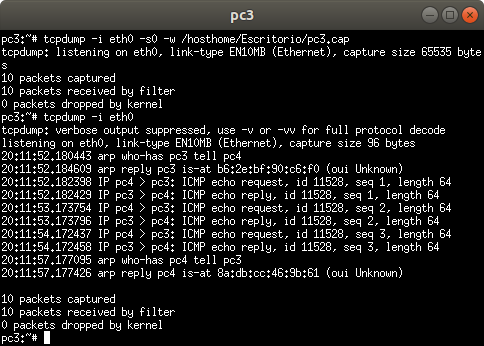 pc3
pc3:~# tcpdump -i eth0 -s0 -w /hosthome/Escritorio/pc3.cap
tcpdump: listening on eth0, link-type EN10MB (Ethernet), capture size 65535 byte
s
10 packets captured
10 packets received by filter
0 packets dropped by kernel
pc3:~# tcpdump -i eth0
tcpdump: verbose output suppressed, use -v or -vv for full protocol decode
listening on eth0, link-type EN10MB (Ethernet), capture size 96 bytes
20:11:52.180443 arp who-has pc3 tell pc4
20:11:52.184609 arp reply pc3 is-at b6:2e:bf:90:c6:f0 (oui Unknown)
20:11:52.182398 IP pc4 > pc3: ICMP echo request, id 11528, seq 1, length 64
20:11:52.182429 IP pc3 > pc4: ICMP echo reply, id 11528, seq 1, length 64
20:11:53.173754 IP pc4 > pc3: ICMP echo request, id 11528, seq 2, length 64
20:11:53.173796 IP pc3 > pc4: ICMP echo reply, id 11528, seq 2, length 64
20:11:54.172437 IP pc4 > pc3: ICMP echo request, id 11528, seq 3, length 64
20:11:54.172458 IP pc3 > pc4: ICMP echo reply, id 11528, seq 3, length 64
20:11:57.177095 arp who-has pc4 tell pc3
20:11:57.177426 arp reply pc4 is-at 8a:db:cc:46:9b:61 (oui Unknown)
10 packets captured
10 packets received by filter
0 packets dropped by kernel
pc3:~#